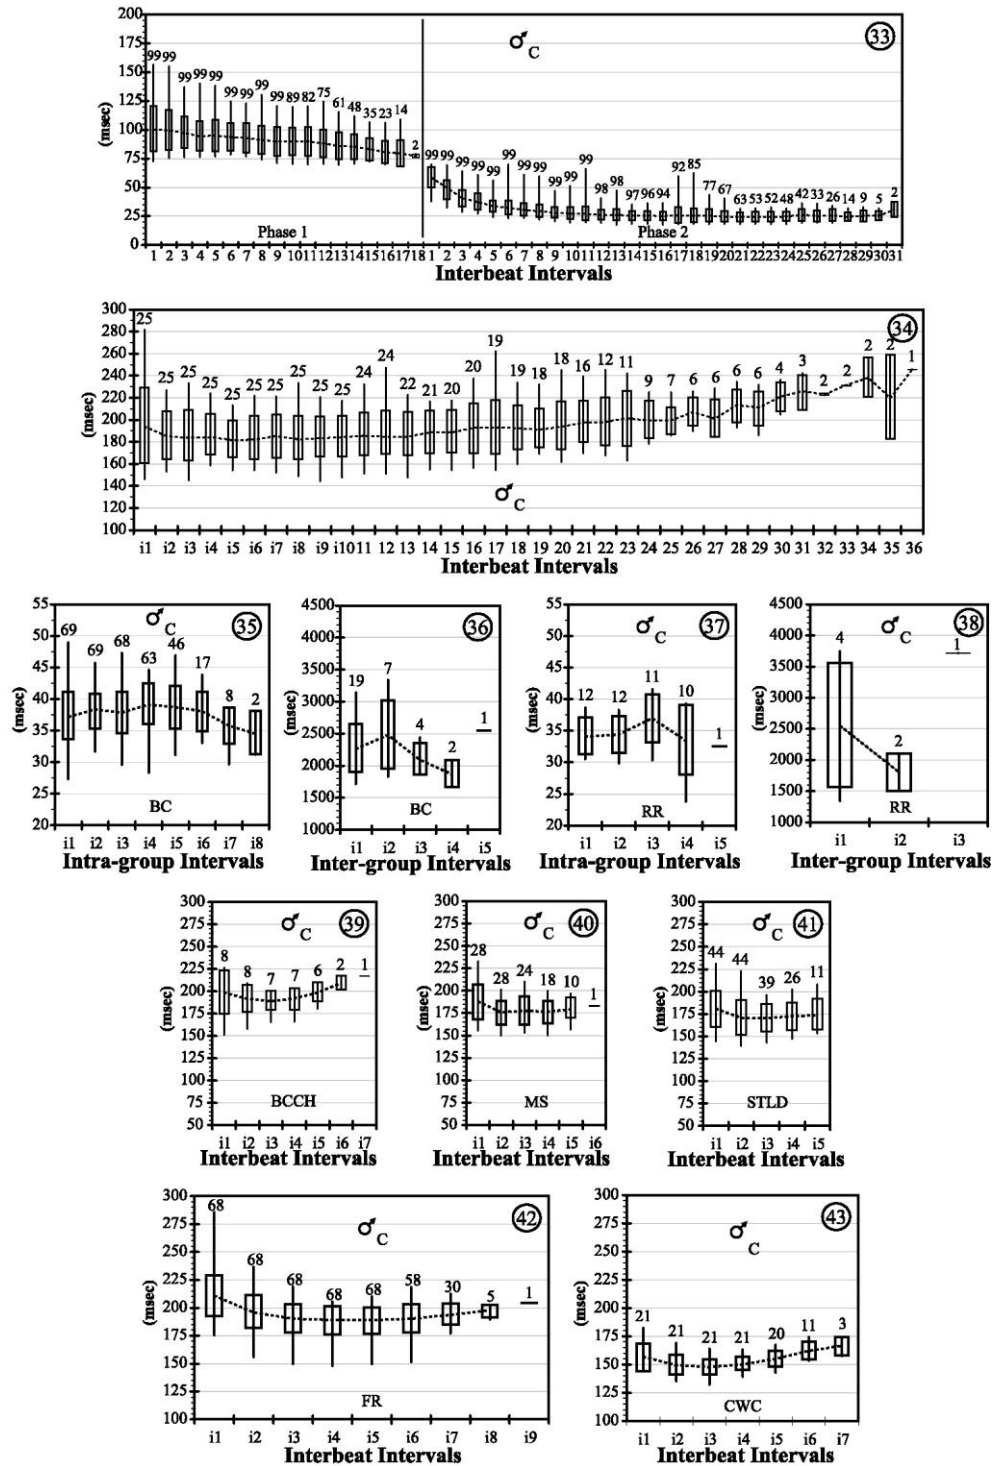 200
175
150
125
100
75
50
25
0
(msec)
♂ C
33
99 99 99 99 99 99 99 99 99 89 82 75 61 48 35 23 14 2
99 99 99 99 99 99 99 99 99 99 99 98 98 97 96 94 92 85 77 67 63 53 52 48 42 33 26 14 9 5 2
Phase 1
Phase 2
1 2 3 4 5 6 7 8 9 10 11 12 13 14 15 16 17 18 1 2 3 4 5 6 7 8 9 10 11 12 13 14 15 16 17 18 19 20 21 22 23 24 25 26 27 28 29 30 31
Interbeat Intervals
300
280
260
240
220
200
180
160
140
120
100
(msec)
34
25 25 25 25 25 25 25 25 25 25 24 24 22 21 20 20 19 19 18 18 16 12 11 9 7 6 6 6 6 4 3 2 2 2 2 1
♂ C
i1 i2 i3 i4 i5 i6 i7 i8 i9 i10 11 12 13 14 15 16 17 18 19 20 21 22 23 24 25 26 27 28 29 30 31 32 33 34 35 36
Interbeat Intervals
55
50
45
40
35
30
25
20
(msec)
♂ C
35
69 69 68 63 46 17 8 2
BC
i1 i2 i3 i4 i5 i6 i7 i8
Intra-group Intervals
4500
4000
3500
3000
2500
2000
1500
1000
(msec)
♂ C
36
19 7 4 2 1
BC
i1 i2 i3 i4 i5
Inter-group Intervals
55
50
45
40
35
30
25
20
(msec)
♂ C
37
12 12 11 10 1
RR
i1 i2 i3 i4 i5
Intra-group Intervals
4500
4000
3500
3000
2500
2000
1500
1000
(msec)
♂ C
38
4 2 1
RR
i1 i2 i3
Inter-group Intervals
300
275
250
225
200
175
150
125
100
75
50
(msec)
♂ C
39
8 8 7 7 6 2 1
BCCH
i1 i2 i3 i4 i5 i6 i7
Interbeat Intervals
300
275
250
225
200
175
150
125
100
75
50
(msec)
♂ C
40
28 28 24 18 10 1
MS
i1 i2 i3 i4 i5 i6
Interbeat Intervals
300
275
250
225
200
175
150
125
100
75
50
(msec)
♂ C
41
44 44 39 26 11
STLD
i1 i2 i3 i4 i5
Interbeat Intervals
300
275
250
225
200
175
150
125
100
(msec)
♂ C
42
68 68 68 68 68 58 30 5 1
FR
i1 i2 i3 i4 i5 i6 i7 i8 i9
Interbeat Intervals
300
275
250
225
200
175
150
125
100
(msec)
♂ C
43
21 21 21 21 20 11 3
CWC
i1 i2 i3 i4 i5 i6 i7
Interbeat Intervals